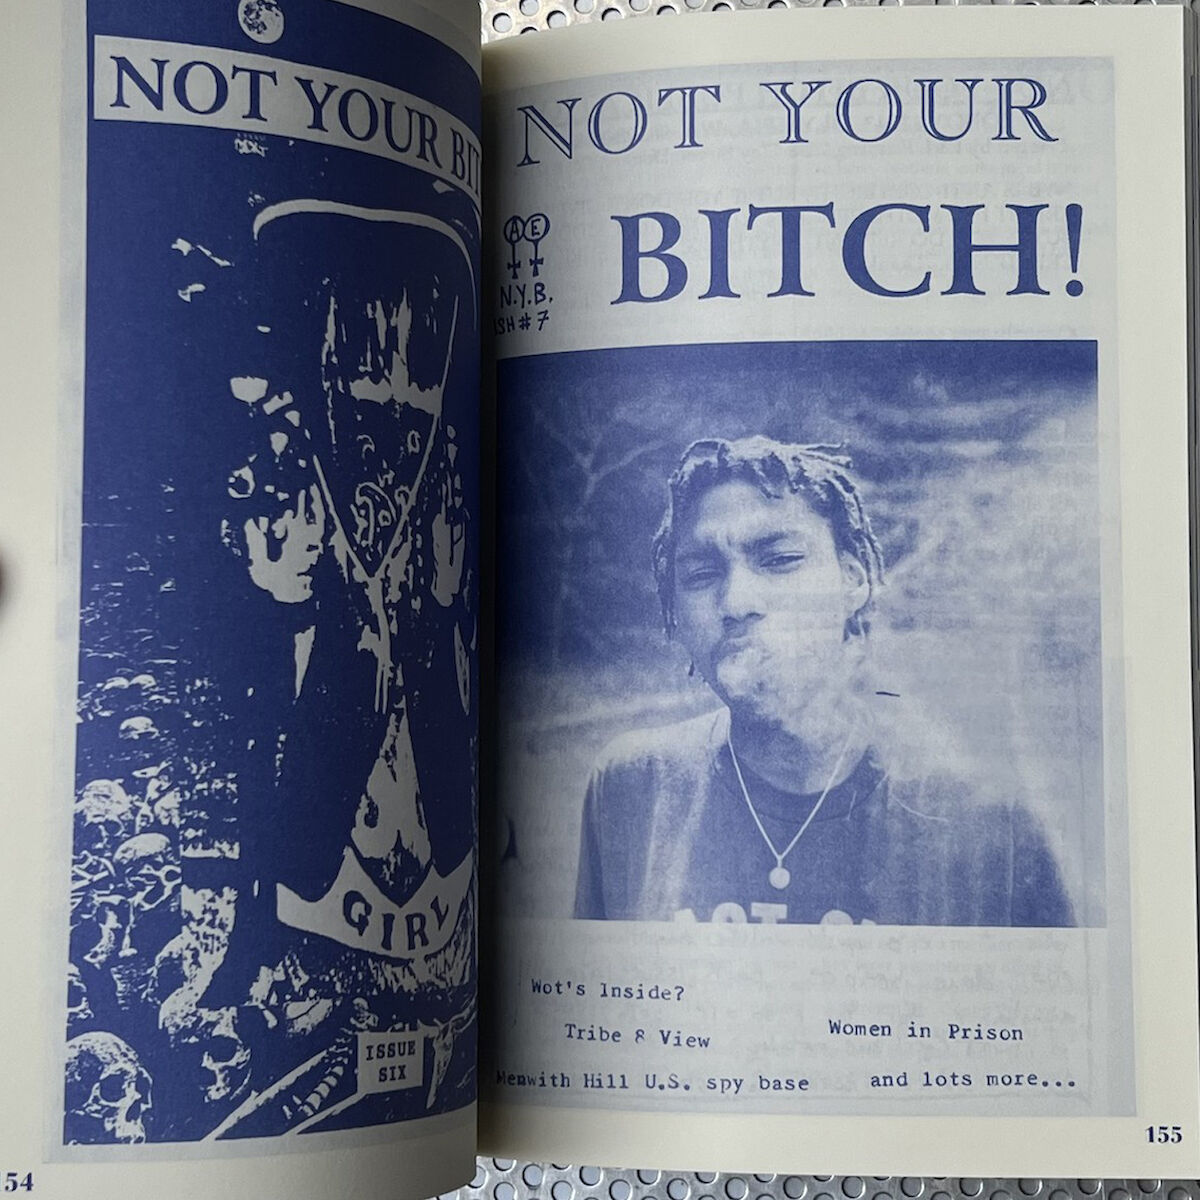 NOT YOUR BIT
GIRL
ISSUE
SIX
154
NOT YOUR
BITCH!
A E
N.Y.B.
ISH#7
Wot's Inside?
Tribe 8 View
Women in Prison
Menwith Hill U.S. spy base
and lots more...
155